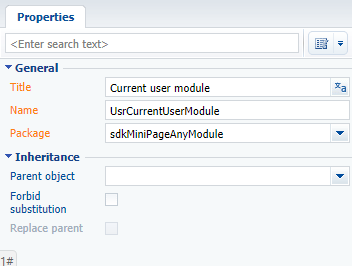 Properties
<Enter search text>
General
Title Current user module
Name UsrCurrentUserModule
Package sdkMiniPageAnyModule
Inheritance
Parent object
Forbid
substitution
Replace parent
1#